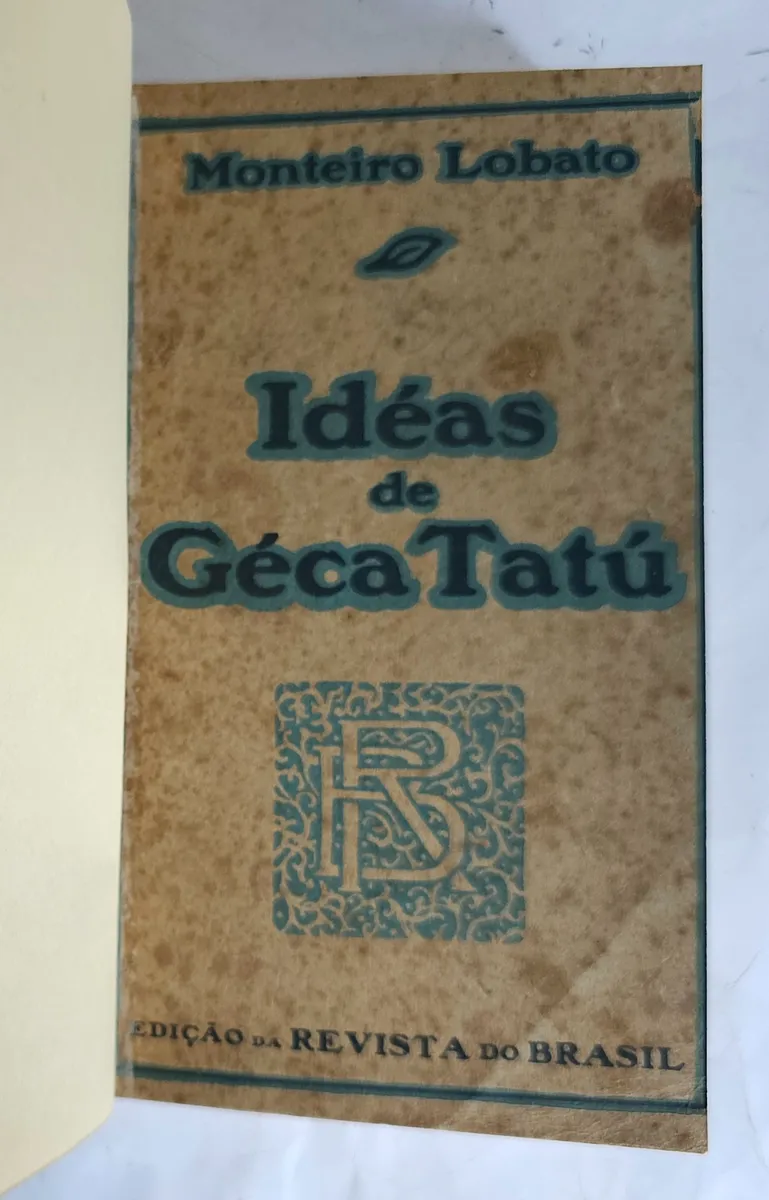 Monteiro Lobato
Idéas
de
Géca Tatú
RB
EDIÇÃO DA REVISTA DO BRASIL